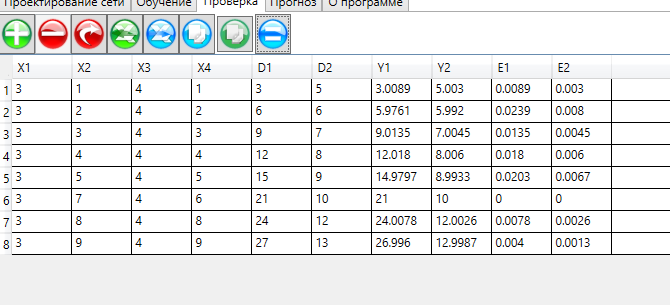 Проектирование сети Обучение Проверка Прогноз О программе
X1 X2 X3 X4 D1 D2 Y1 Y2 E1 E2
1 3 1 4 1 3 5 3.0089 5.003 0.0089 0.003
2 3 2 4 2 6 6 5.9761 5.992 0.0239 0.008
3 3 3 4 3 9 7 9.0135 7.0045 0.0135 0.0045
4 3 4 4 4 12 8 12.018 8.006 0.018 0.006
5 3 5 4 5 15 9 14.9797 8.9933 0.0203 0.0067
6 3 7 4 6 21 10 21 10 0 0
7 3 8 4 8 24 12 24.0078 12.0026 0.0078 0.0026
8 3 9 4 9 27 13 26.996 12.9987 0.004 0.0013